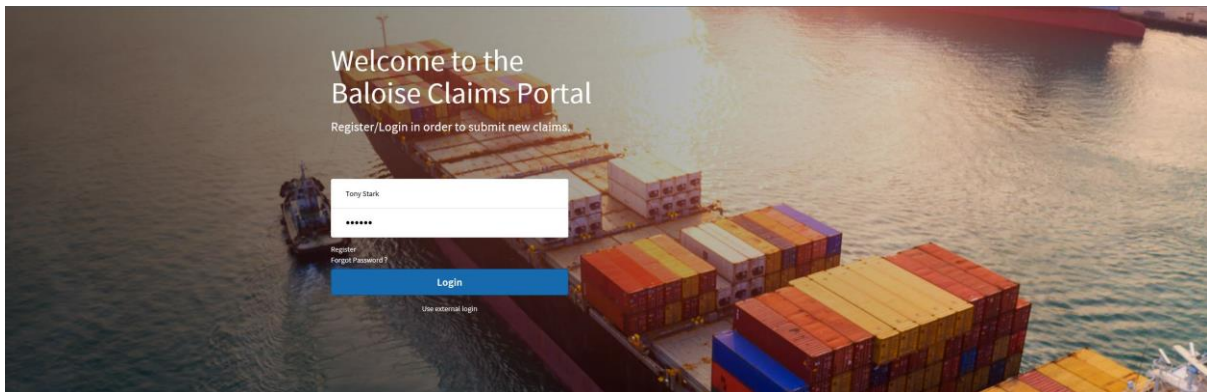 Welcome to the
Baloise Claims Portal
Register/Login in order to submit new claims.
Tony Stark
••••••
Register
Forgot Password ?
Login
Use external login